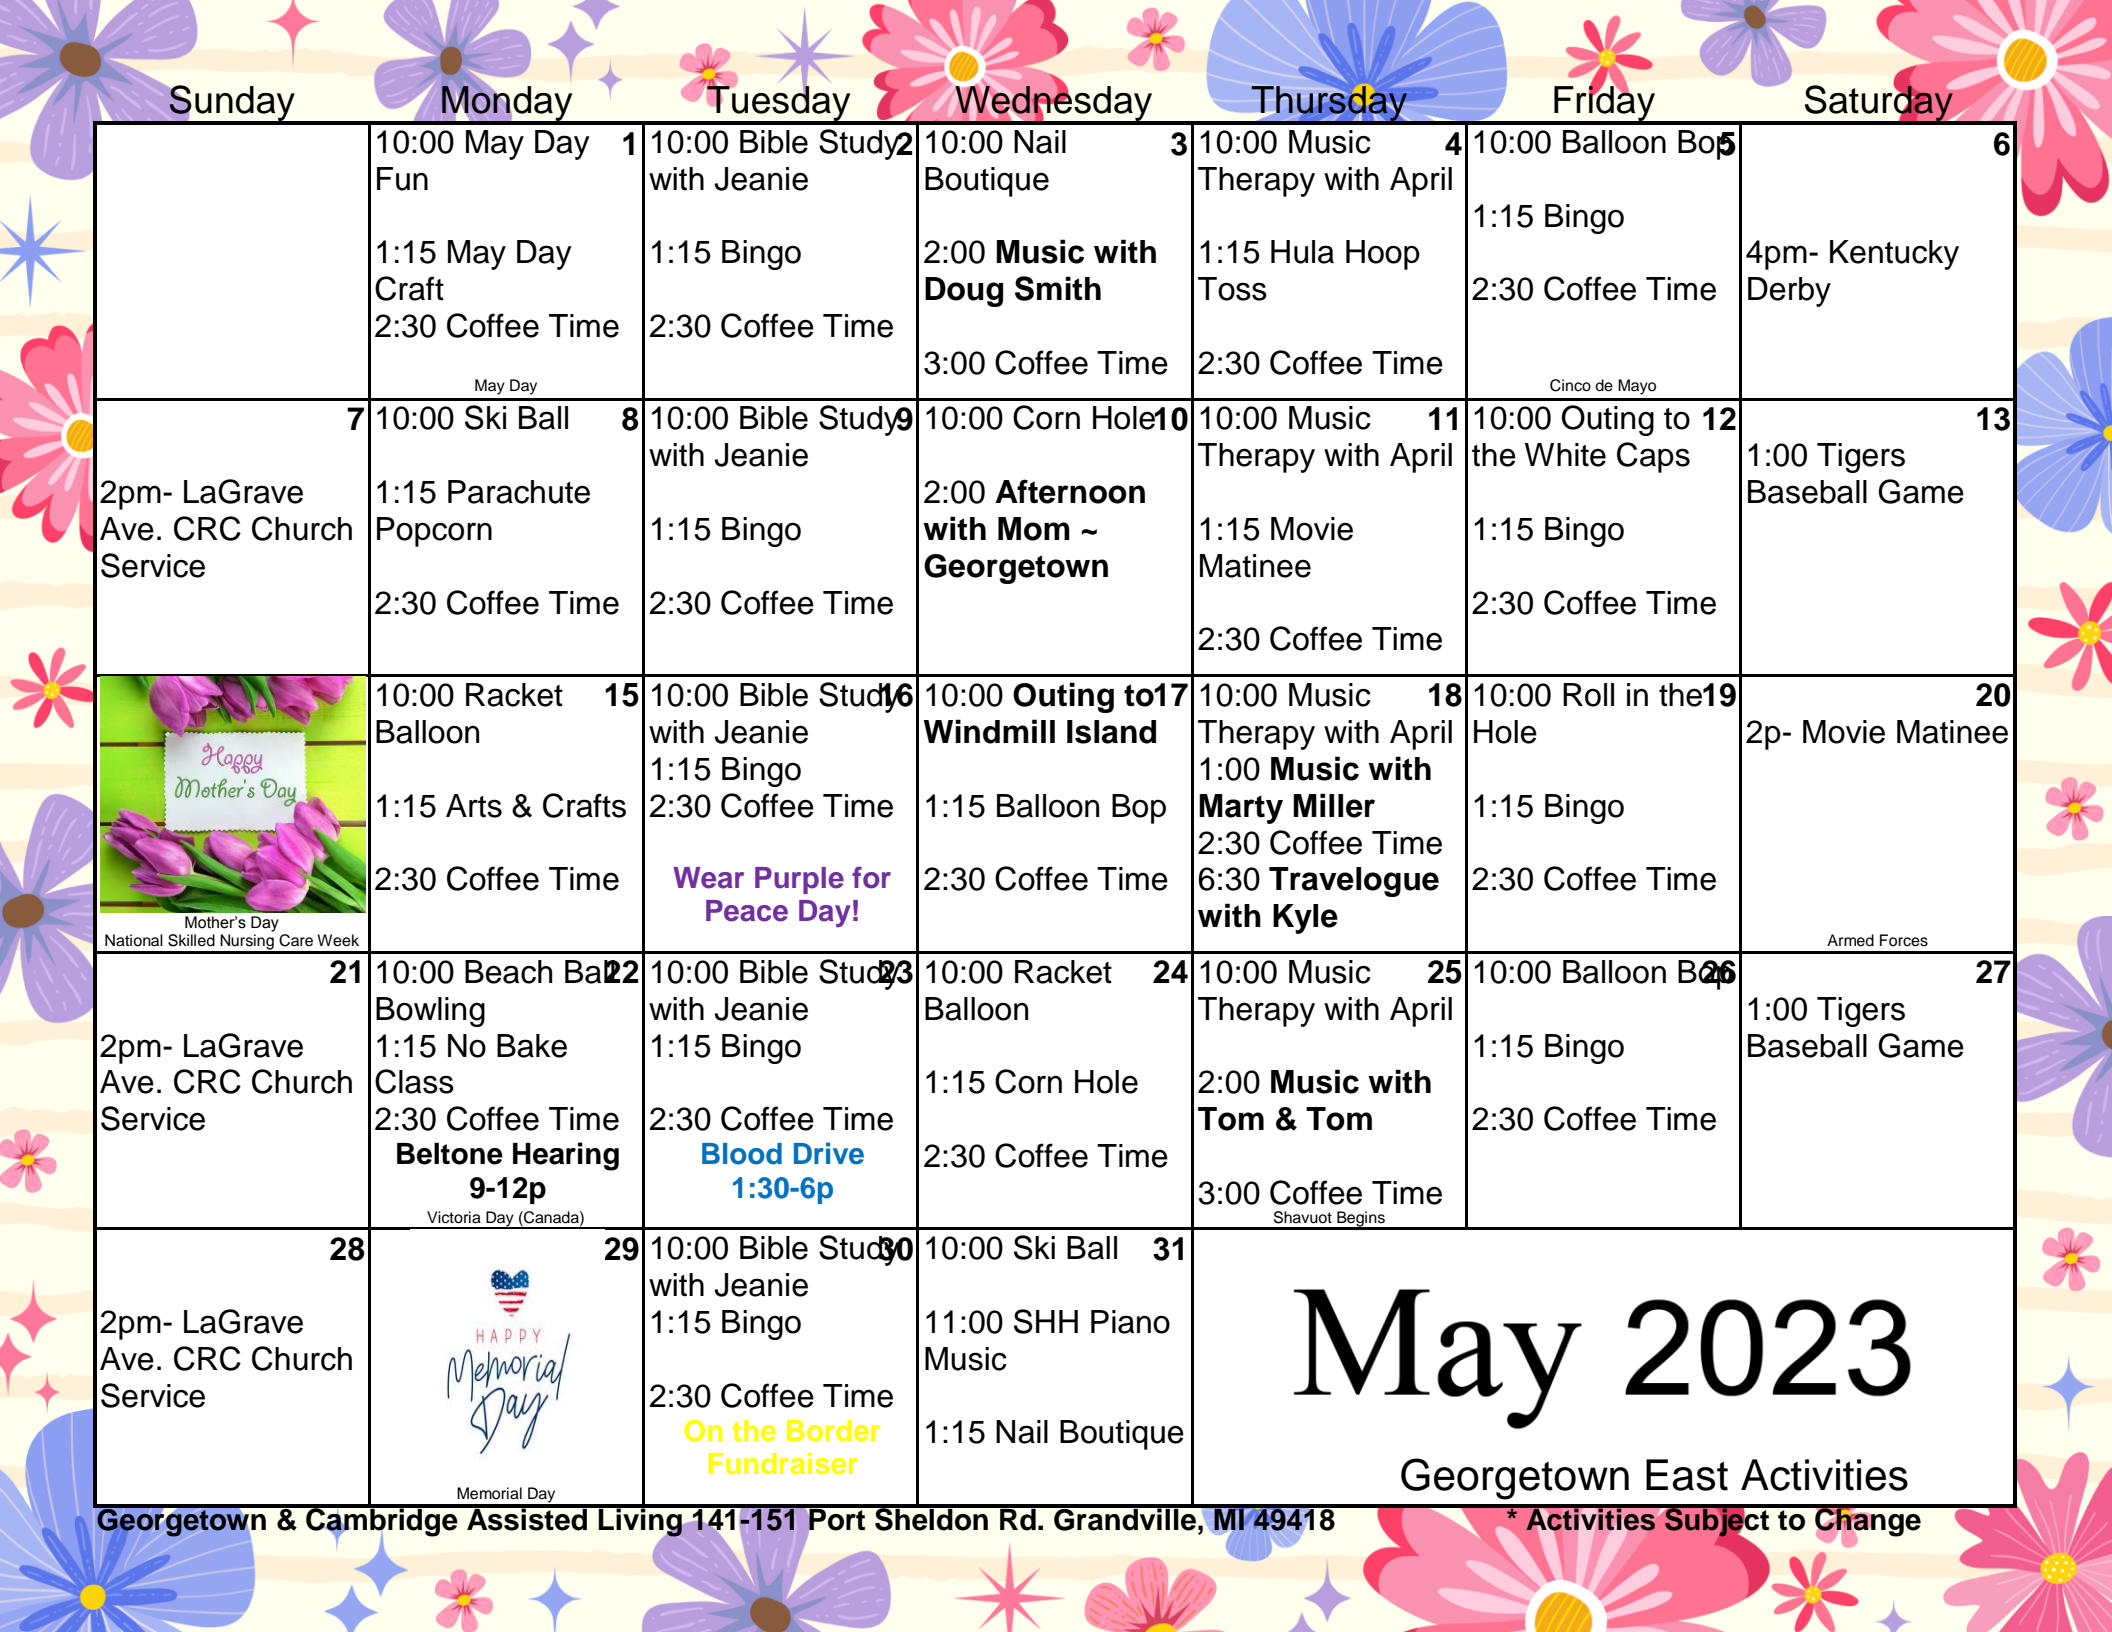 Sunday Monday Tuesday Wednesday Thursday Friday Saturday
10:00 May Day 1
Fun
1:15 May Day
Craft
2:30 Coffee Time
May Day
10:00 Bible Study 2
with Jeanie
1:15 Bingo
2:30 Coffee Time
10:00 Nail 3
Boutique
2:00 Music with
Doug Smith
3:00 Coffee Time
10:00 Music 4
Therapy with April
1:15 Hula Hoop
Toss
2:30 Coffee Time
10:00 Balloon Bop 5
1:15 Bingo
2:30 Coffee Time
Cinco de Mayo
6
4pm- Kentucky
Derby
7
2pm- LaGrave
Ave. CRC Church
Service
10:00 Ski Ball 8
1:15 Parachute
Popcorn
2:30 Coffee Time
10:00 Bible Study 9
with Jeanie
1:15 Bingo
2:30 Coffee Time
10:00 Corn Hole 10
2:00 Afternoon
with Mom ~
Georgetown
10:00 Music 11
Therapy with April
1:15 Movie
Matinee
2:30 Coffee Time
10:00 Outing to 12
the White Caps
1:15 Bingo
2:30 Coffee Time
13
1:00 Tigers
Baseball Game
Happy
Mother's Day
Mother's Day
National Skilled Nursing Care Week
10:00 Racket 15
Balloon
1:15 Arts & Crafts
2:30 Coffee Time
10:00 Bible Study 16
with Jeanie
1:15 Bingo
2:30 Coffee Time
Wear Purple for
Peace Day!
10:00 Outing to 17
Windmill Island
1:15 Balloon Bop
2:30 Coffee Time
10:00 Music 18
Therapy with April
1:00 Music with
Marty Miller
2:30 Coffee Time
6:30 Travelogue
with Kyle
10:00 Roll in the 19
Hole
1:15 Bingo
2:30 Coffee Time
20
2p- Movie Matinee
Armed Forces
21
2pm- LaGrave
Ave. CRC Church
Service
10:00 Beach Ball 22
Bowling
1:15 No Bake
Class
2:30 Coffee Time
Beltone Hearing
9-12p
Victoria Day (Canada)
10:00 Bible Study 23
with Jeanie
1:15 Bingo
2:30 Coffee Time
Blood Drive
1:30-6p
10:00 Racket 24
Balloon
1:15 Corn Hole
2:30 Coffee Time
10:00 Music 25
Therapy with April
2:00 Music with
Tom & Tom
3:00 Coffee Time
Shavuot Begins
10:00 Balloon Bop 26
1:15 Bingo
2:30 Coffee Time
27
1:00 Tigers
Baseball Game
28
2pm- LaGrave
Ave. CRC Church
Service
29
HAPPY
Memorial
Day
Memorial Day
10:00 Bible Study 30
with Jeanie
1:15 Bingo
2:30 Coffee Time
On the Border
Fundraiser
10:00 Ski Ball 31
11:00 SHH Piano
Music
1:15 Nail Boutique
May 2023
Georgetown East Activities
Georgetown & Cambridge Assisted Living 141-151 Port Sheldon Rd. Grandville, MI 49418 * Activities Subject to Change